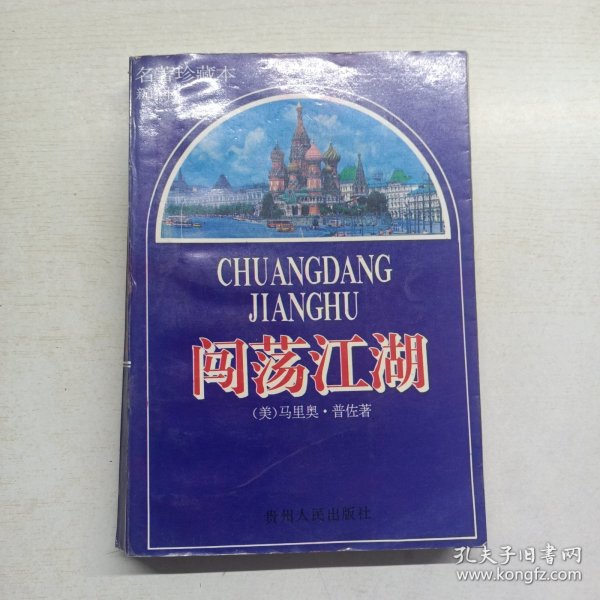 名著珍藏本
CHUANGDANG
JIANGHU
闯荡江湖
(美)马里奥·普佐著
贵州人民出版社
孔夫子旧书网
www.kongfz.com